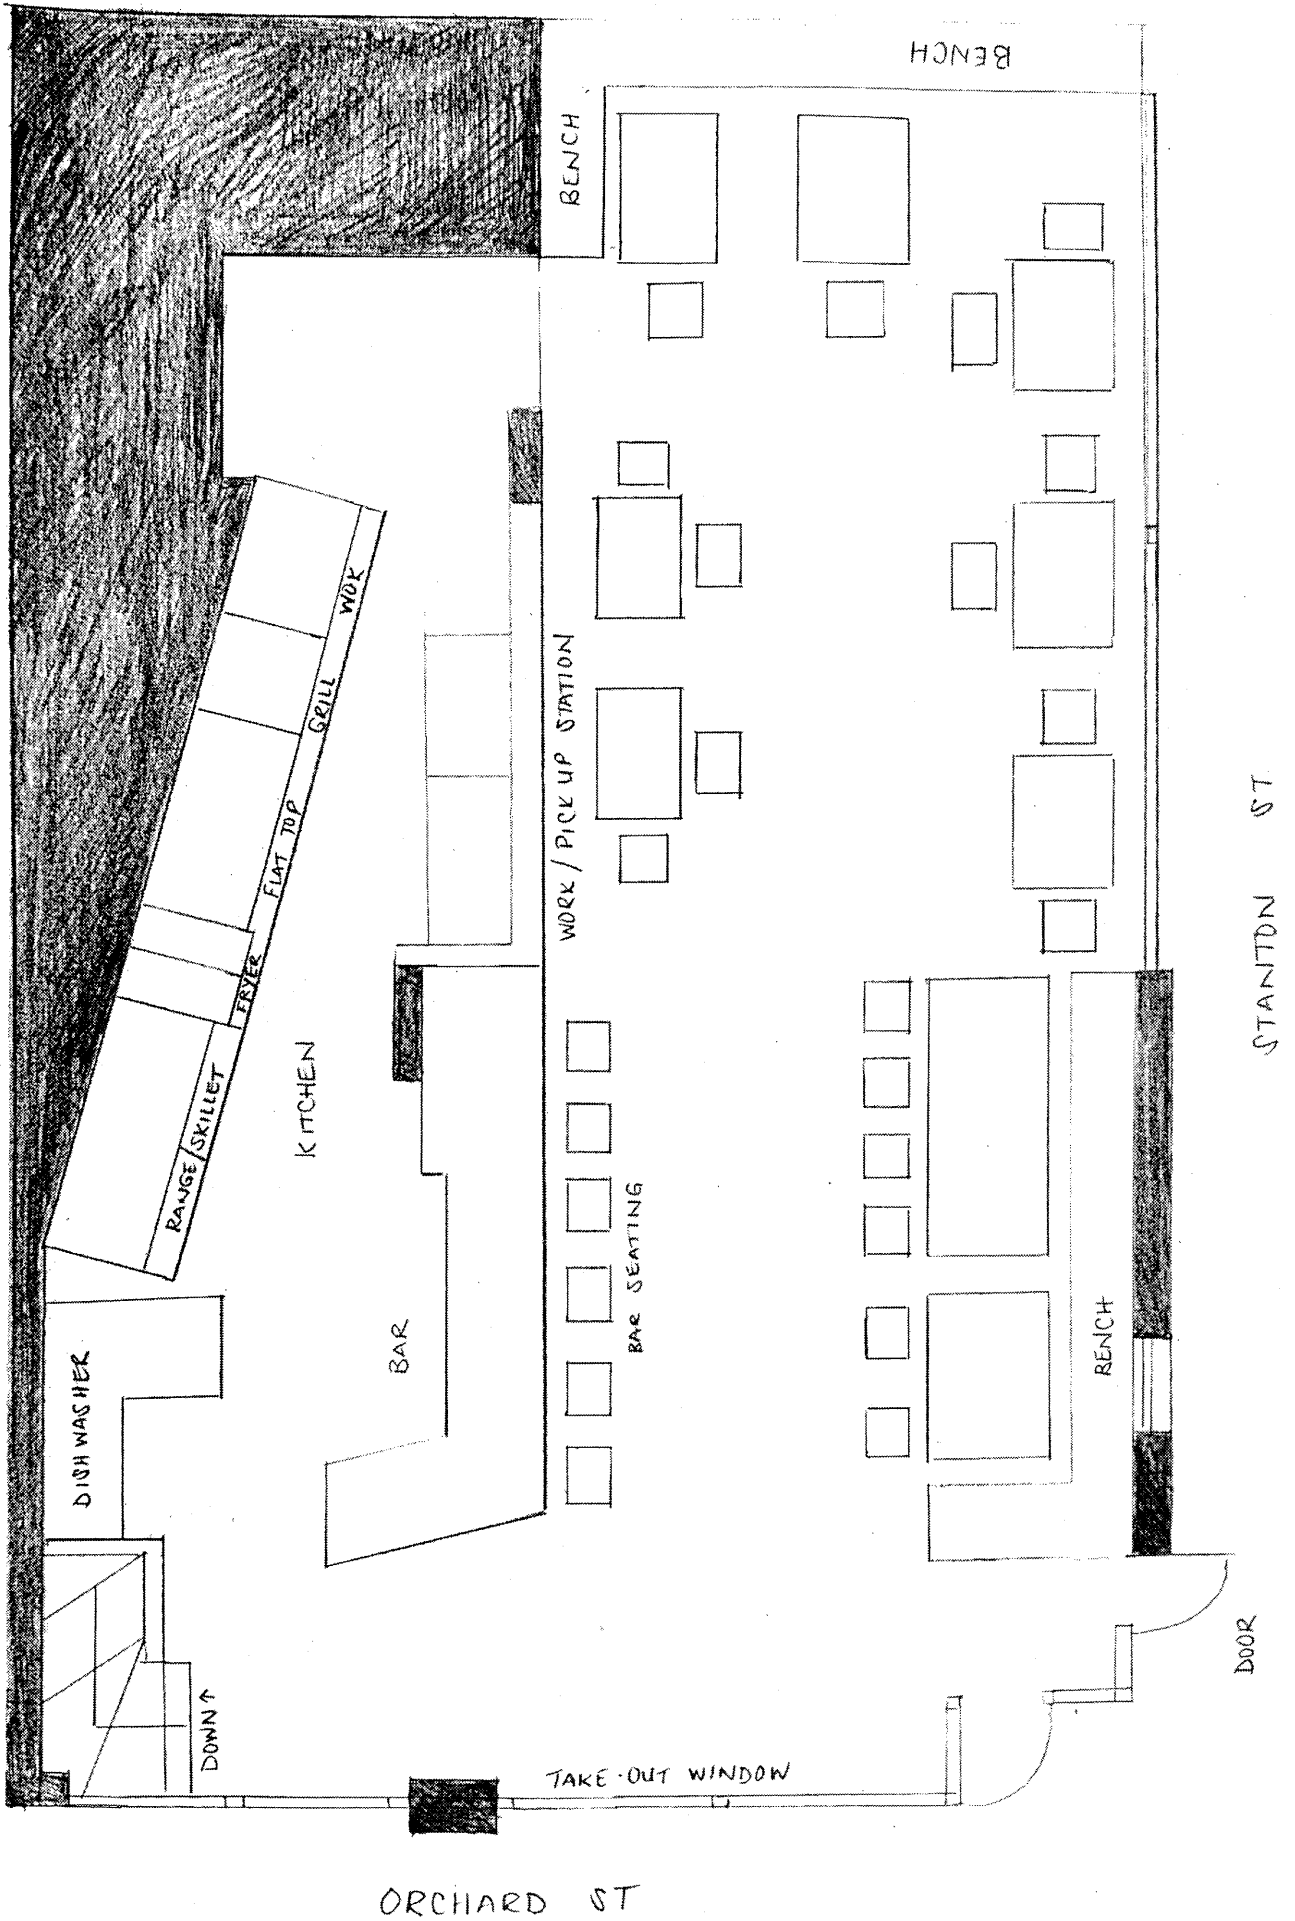 BENCH
BENCH
WOK
GRILL
FLAT TOP
FRYER
RANGE/SKILLET
WORK/PICK UP STATION
KITCHEN
BAR
BAR SEATING
DISHWASHER
BENCH
STANTON ST.
DOWN↑
DOOR
TAKE-OUT WINDOW
ORCHARD ST